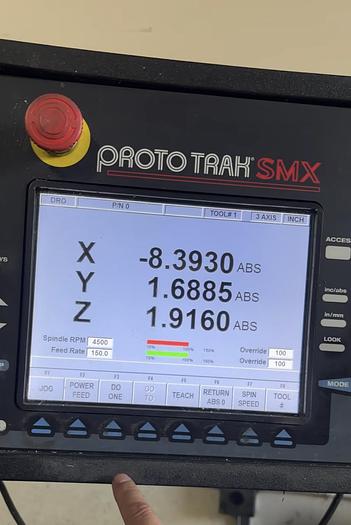 PROTO TRAK® SMX
DRO P/N 0 TOOL# 1 3 AXIS INCH
X -8.3930 ABS
Y 1.6885 ABS
Z 1.9160 ABS
Spindle RPM 4500
Feed Rate 150.0
Override 100
Override 100
F1 F2 F3 F4 F5 F6 F7 F8
JOG
POWER
FEED
DO
ONE
GO
TO
TEACH
RETURN
ABS 0
SPIN
SPEED
TOOL
#
ACCES
inc/abs
in/mm
LOOK
MODE